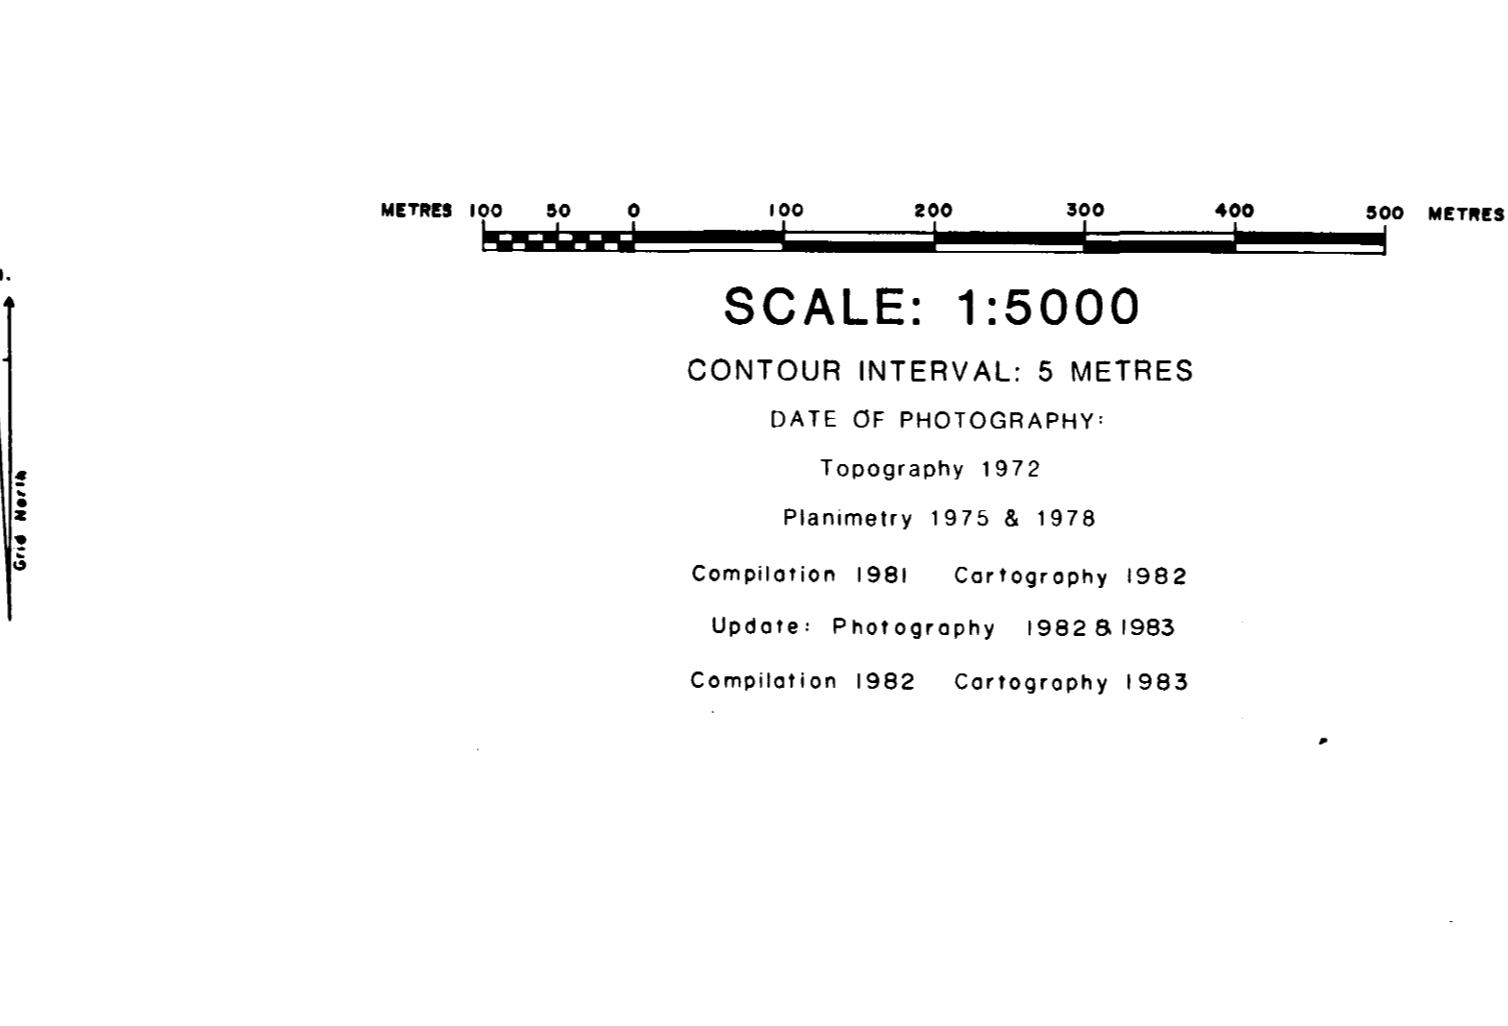 METRES 100 50 0 100 200 300 400 500 METRES
SCALE: 1:5000
CONTOUR INTERVAL: 5 METRES
DATE OF PHOTOGRAPHY:
Topography 1972
Planimetry 1975 & 1978
Compilation 1981 Cartography 1982
Update: Photography 1982 & 1983
Compilation 1982 Cartography 1983
Grid North